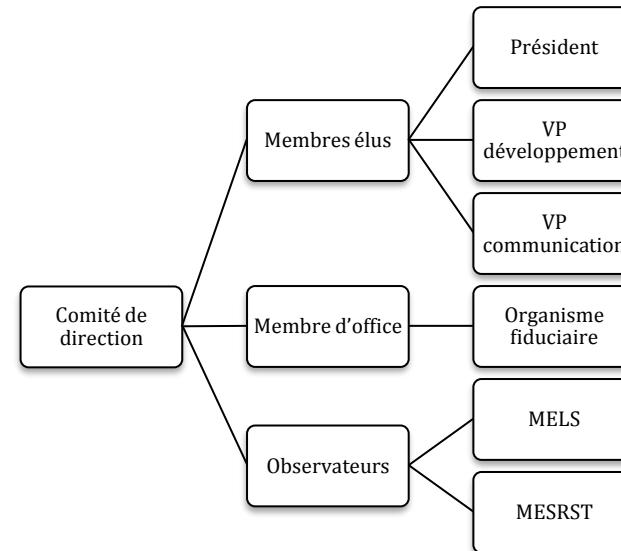 Comité de
direction
Membres élus
Président
VP
développement
VP
communication
Membre d'office
Organisme
fiduciaire
Observateurs
MELS
MESRST